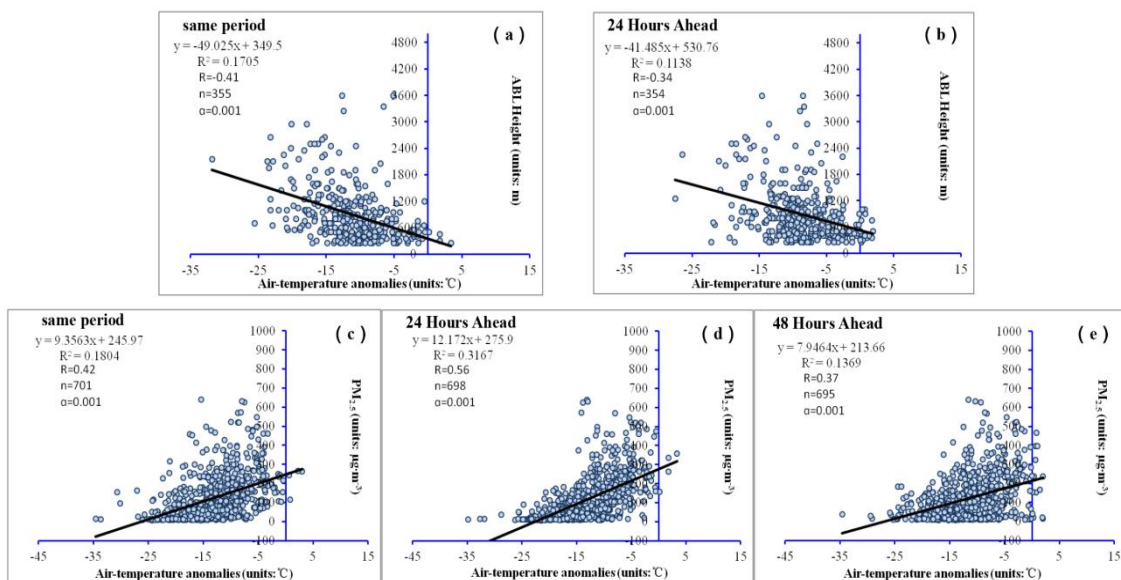 same period
( a )
y = -49.025x + 349.5
R² = 0.1705
R=-0.41
n=355
α=0.001
4800
4200
3600
3000
2400
1800
1200
600
0
ABL Height (units: m)
-35 -25 -15 -5 5 15
Air-temperature anomalies (units:℃)
24 Hours Ahead
( b )
y = -41.485x + 530.76
R² = 0.1138
R=-0.34
n=354
α=0.001
4800
4200
3600
3000
2400
1800
1200
600
0
ABL Height (units: m)
-35 -25 -15 -5 5 15
Air-temperature anomalies (units:℃)
same period
( c )
y = 9.3563x + 245.97
R² = 0.1804
R=0.42
n=701
α=0.001
1000
900
800
700
600
500
400
300
200
100
0
100
PM₂.₅ (units: μg·m⁻³)
-45 -35 -25 -15 -5 5 15
Air-temperature anomalies (units:℃)
24 Hours Ahead
( d )
y = 12.172x + 275.9
R² = 0.3167
R=0.56
n=698
α=0.001
1000
900
800
700
600
500
400
300
200
100
0
100
PM₂.₅ (units: μg·m⁻³)
-45 -35 -25 -15 -5 5 15
Air-temperature anomalies (units:℃)
48 Hours Ahead
( e )
y = 7.9464x + 213.66
R² = 0.1369
R=0.37
n=695
α=0.001
1000
900
800
700
600
500
400
300
200
100
0
100
PM₂.₅ (units: μg·m⁻³)
-45 -35 -25 -15 -5 5 15
Air-temperature anomalies (units:℃)